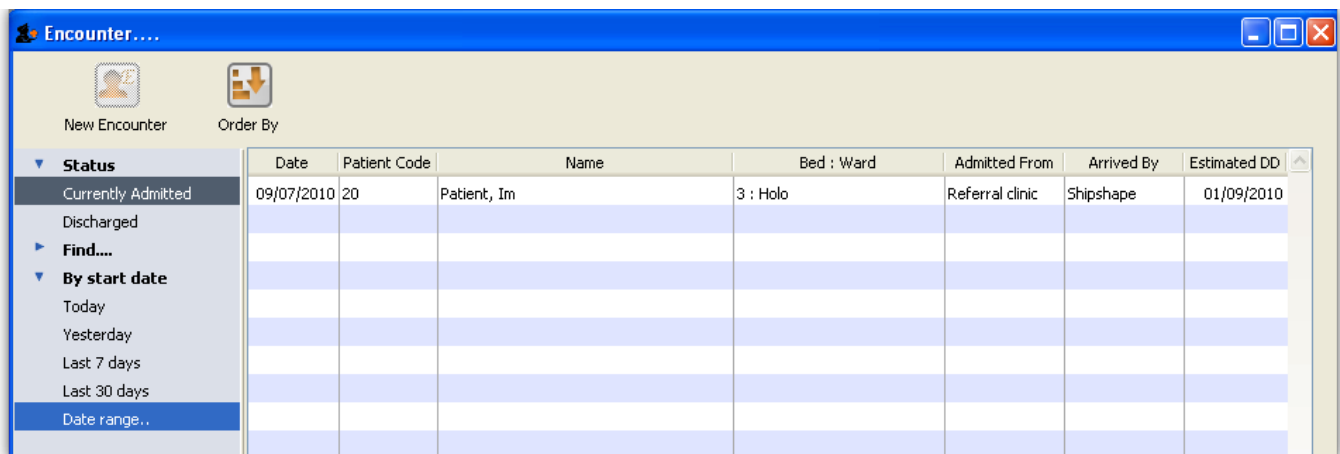 Encounter....
New Encounter Order By
Status
Currently Admitted
Discharged
Find....
By start date
Today
Yesterday
Last 7 days
Last 30 days
Date range..
Date Patient Code Name Bed : Ward Admitted From Arrived By Estimated DD
09/07/2010 20 Patient, Im 3 : Holo Referral clinic Shipshape 01/09/2010